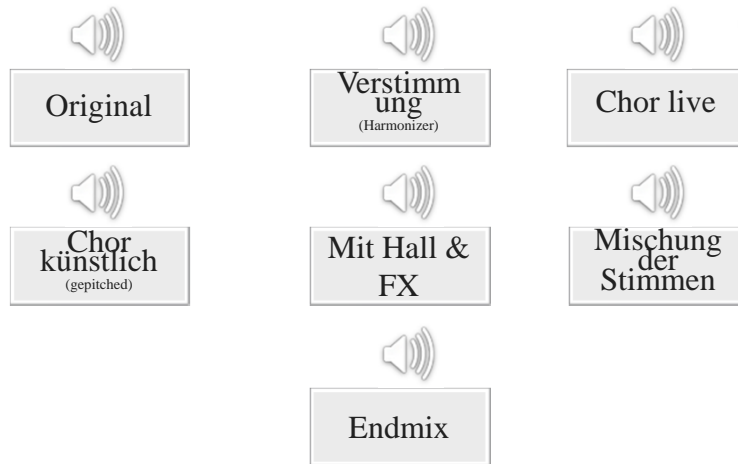 Original
Verstimm
ung
(Harmonizer)
Chor live
Chor
künstlich
(gepitched)
Mit Hall &
FX
Mischung
der
Stimmen
Endmix